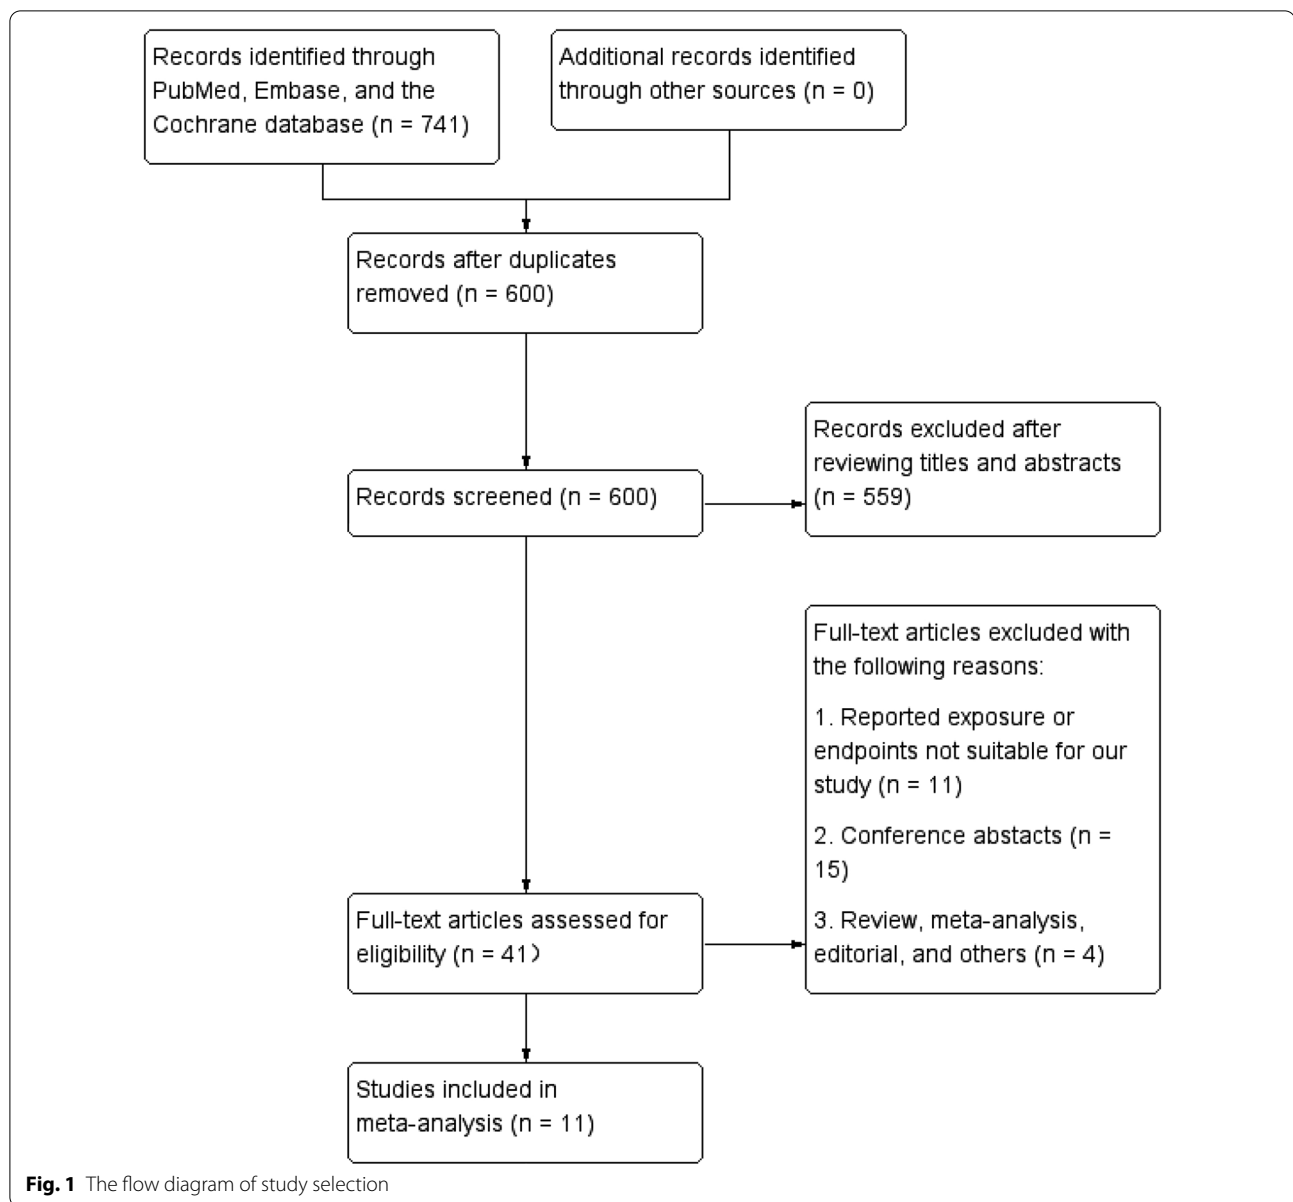 Records identified through
PubMed, Embase, and the
Cochrane database (n = 741)
Additional records identified
through other sources (n = 0)
Records after duplicates
removed (n = 600)
Records screened (n = 600)
Records excluded after
reviewing titles and abstracts
(n = 559)
Full-text articles assessed for
eligibility (n = 41）
Full-text articles excluded with
the following reasons:
1. Reported exposure or
endpoints not suitable for our
study (n = 11)
2. Conference abstacts (n =
15)
3. Review, meta-analysis,
editorial, and others (n = 4)
Studies included in
meta-analysis (n = 11)
Fig. 1 The flow diagram of study selection